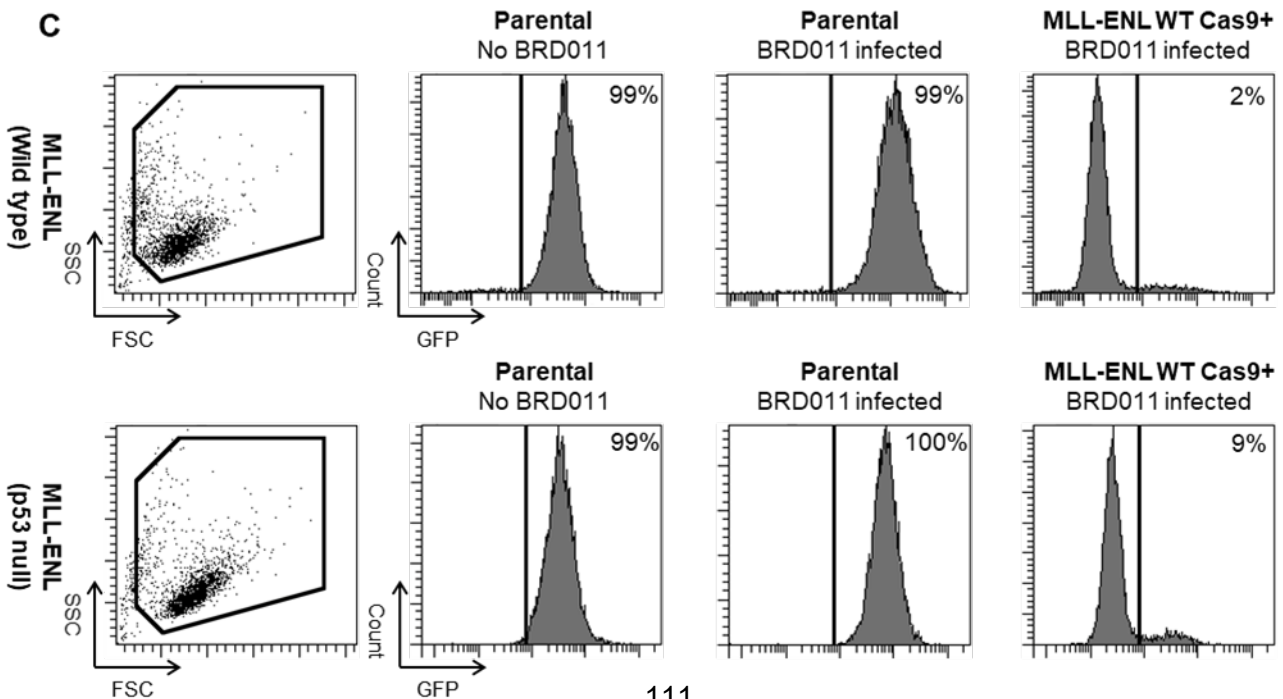 C
Parental
No BRD011
Parental
BRD011 infected
MLL-ENL WT Cas9+
BRD011 infected
MLL-ENL
(Wild type)
SSC
FSC
Count
GFP
99%
99%
2%
Parental
No BRD011
Parental
BRD011 infected
MLL-ENL WT Cas9+
BRD011 infected
MLL-ENL
(p53 null)
SSC
FSC
Count
GFP
99%
100%
9%
111